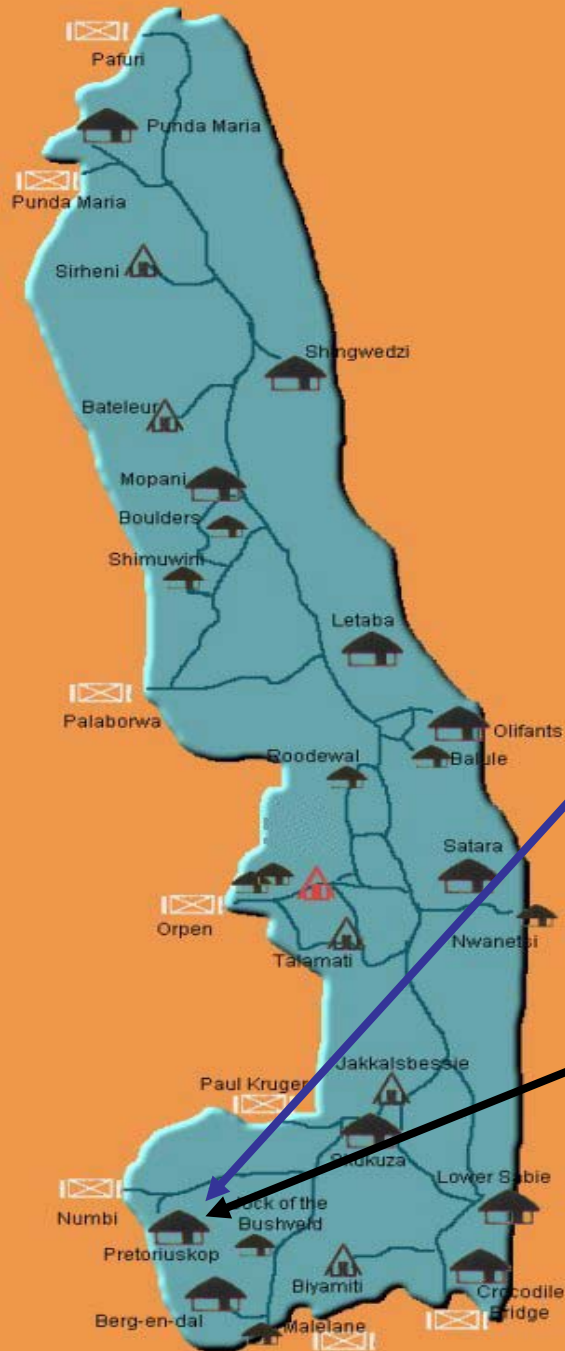 Pafuri
Punda Maria
Punda Maria
Sirheni
Shingwedzi
Bateleur
Mopani
Boulders
Shimuwini
Letaba
Palaborwa
Olifants
Roodewal
Balule
Satara
Orpen
Nwanetsi
Talamati
Jakkalsbessie
Paul Kruger
Skukuza
Lower Sabie
Numbi
ock of the
Bushveld
Pretoriuskop
Biyamiti
Crocodile
Bridge
Berg-en-dal
Malelane